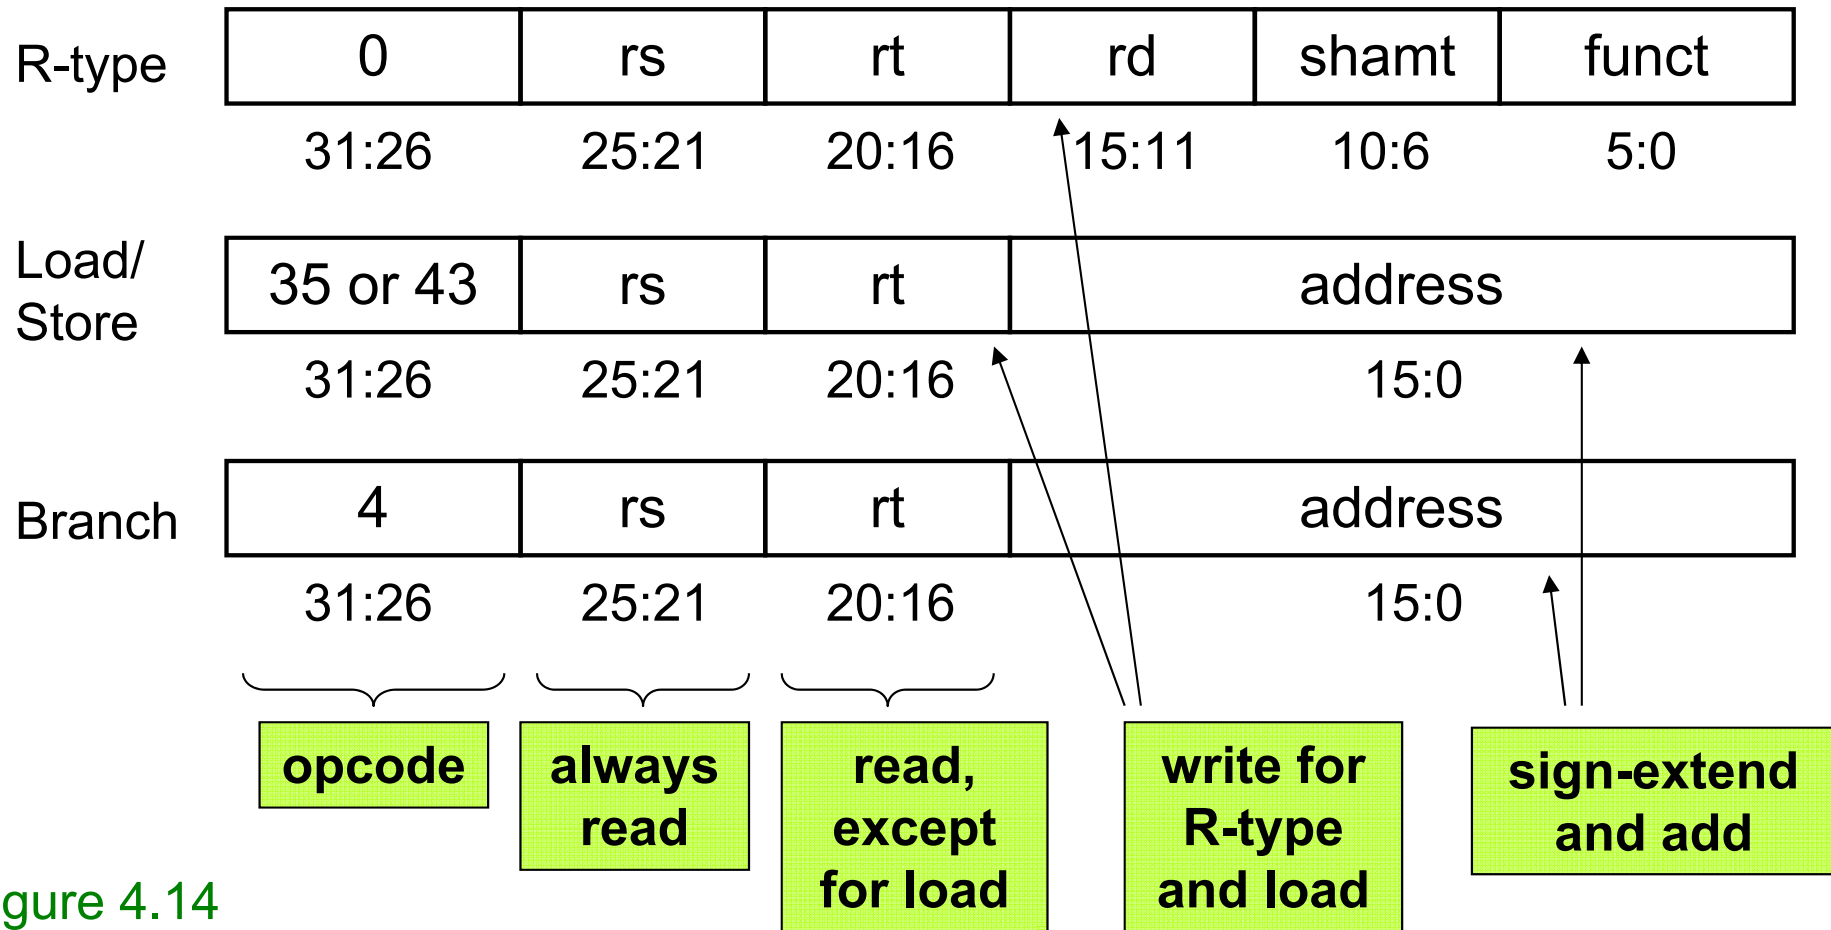 R-type 0 rs rt rd shamt funct
31:26 25:21 20:16 15:11 10:6 5:0
Load/
Store
35 or 43 rs rt address
31:26 25:21 20:16 15:0
Branch 4 rs rt address
31:26 25:21 20:16 15:0
opcode
always
read
read,
except
for load
write for
R-type
and load
sign-extend
and add
gure 4.14